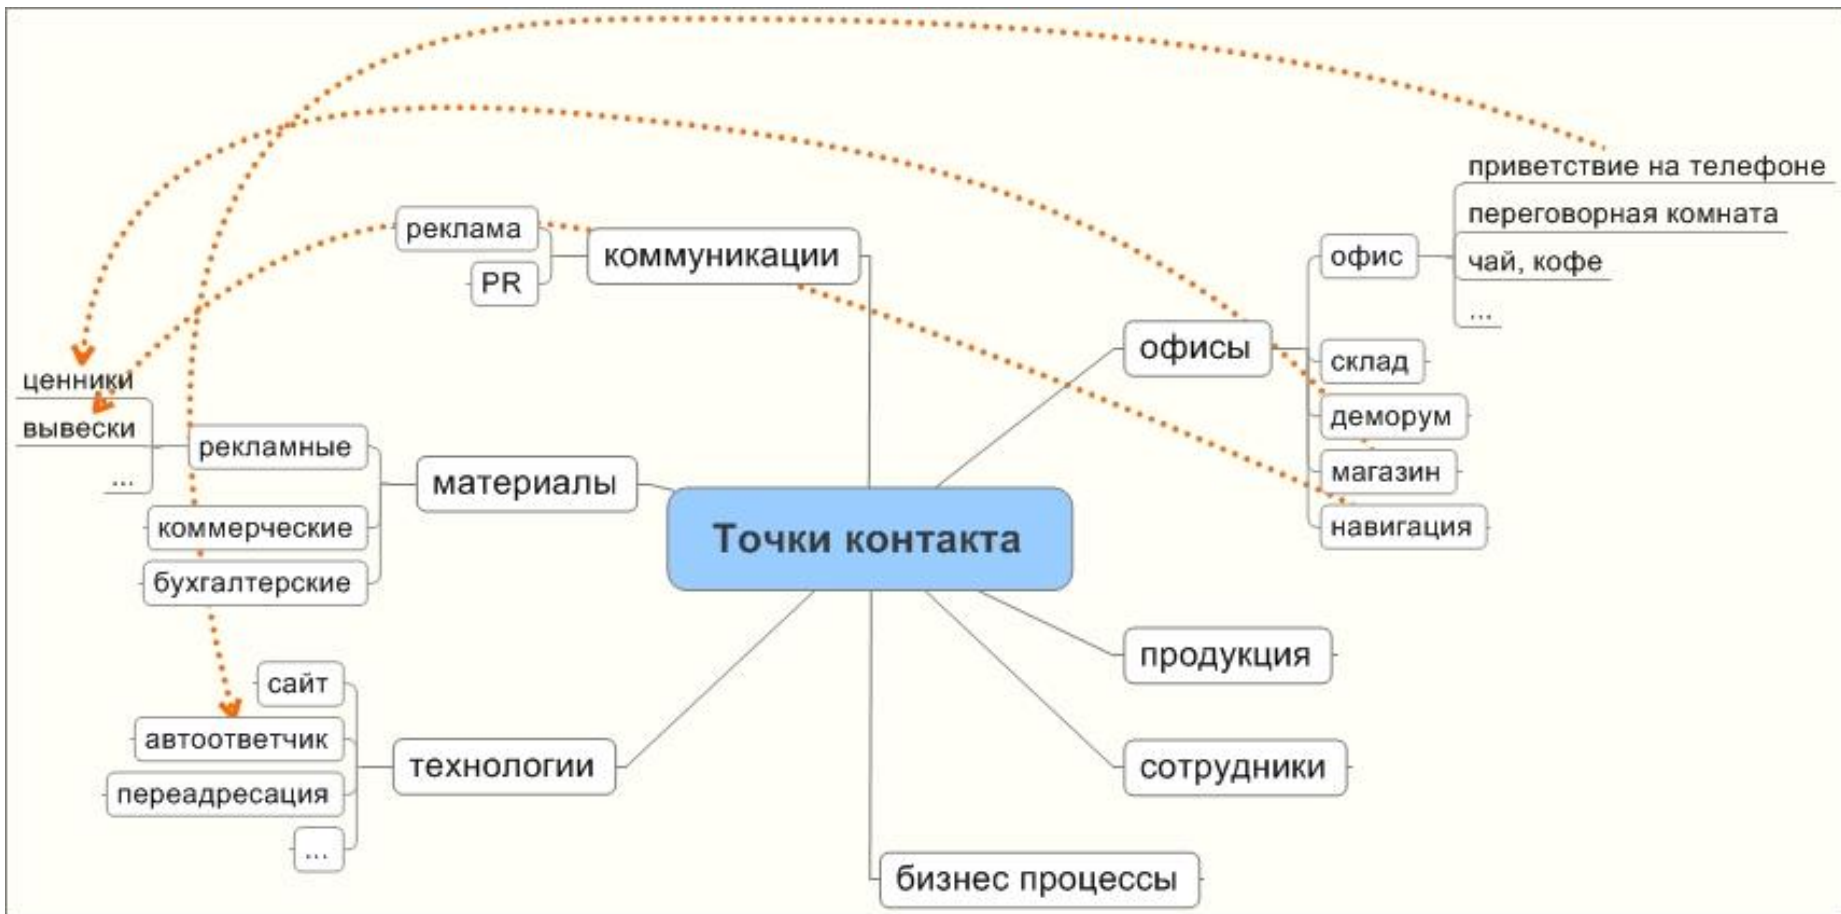 приветствие на телефоне
переговорная комната
чай, кофе
...
офис
офисы
склад
деморум
магазин
навигация
реклама
PR
коммуникации
ценники
вывески
...
рекламные
коммерческие
бухгалтерские
материалы
Точки контакта
продукция
сотрудники
бизнес процессы
сайт
автоответчик
переадресация
...
технологии